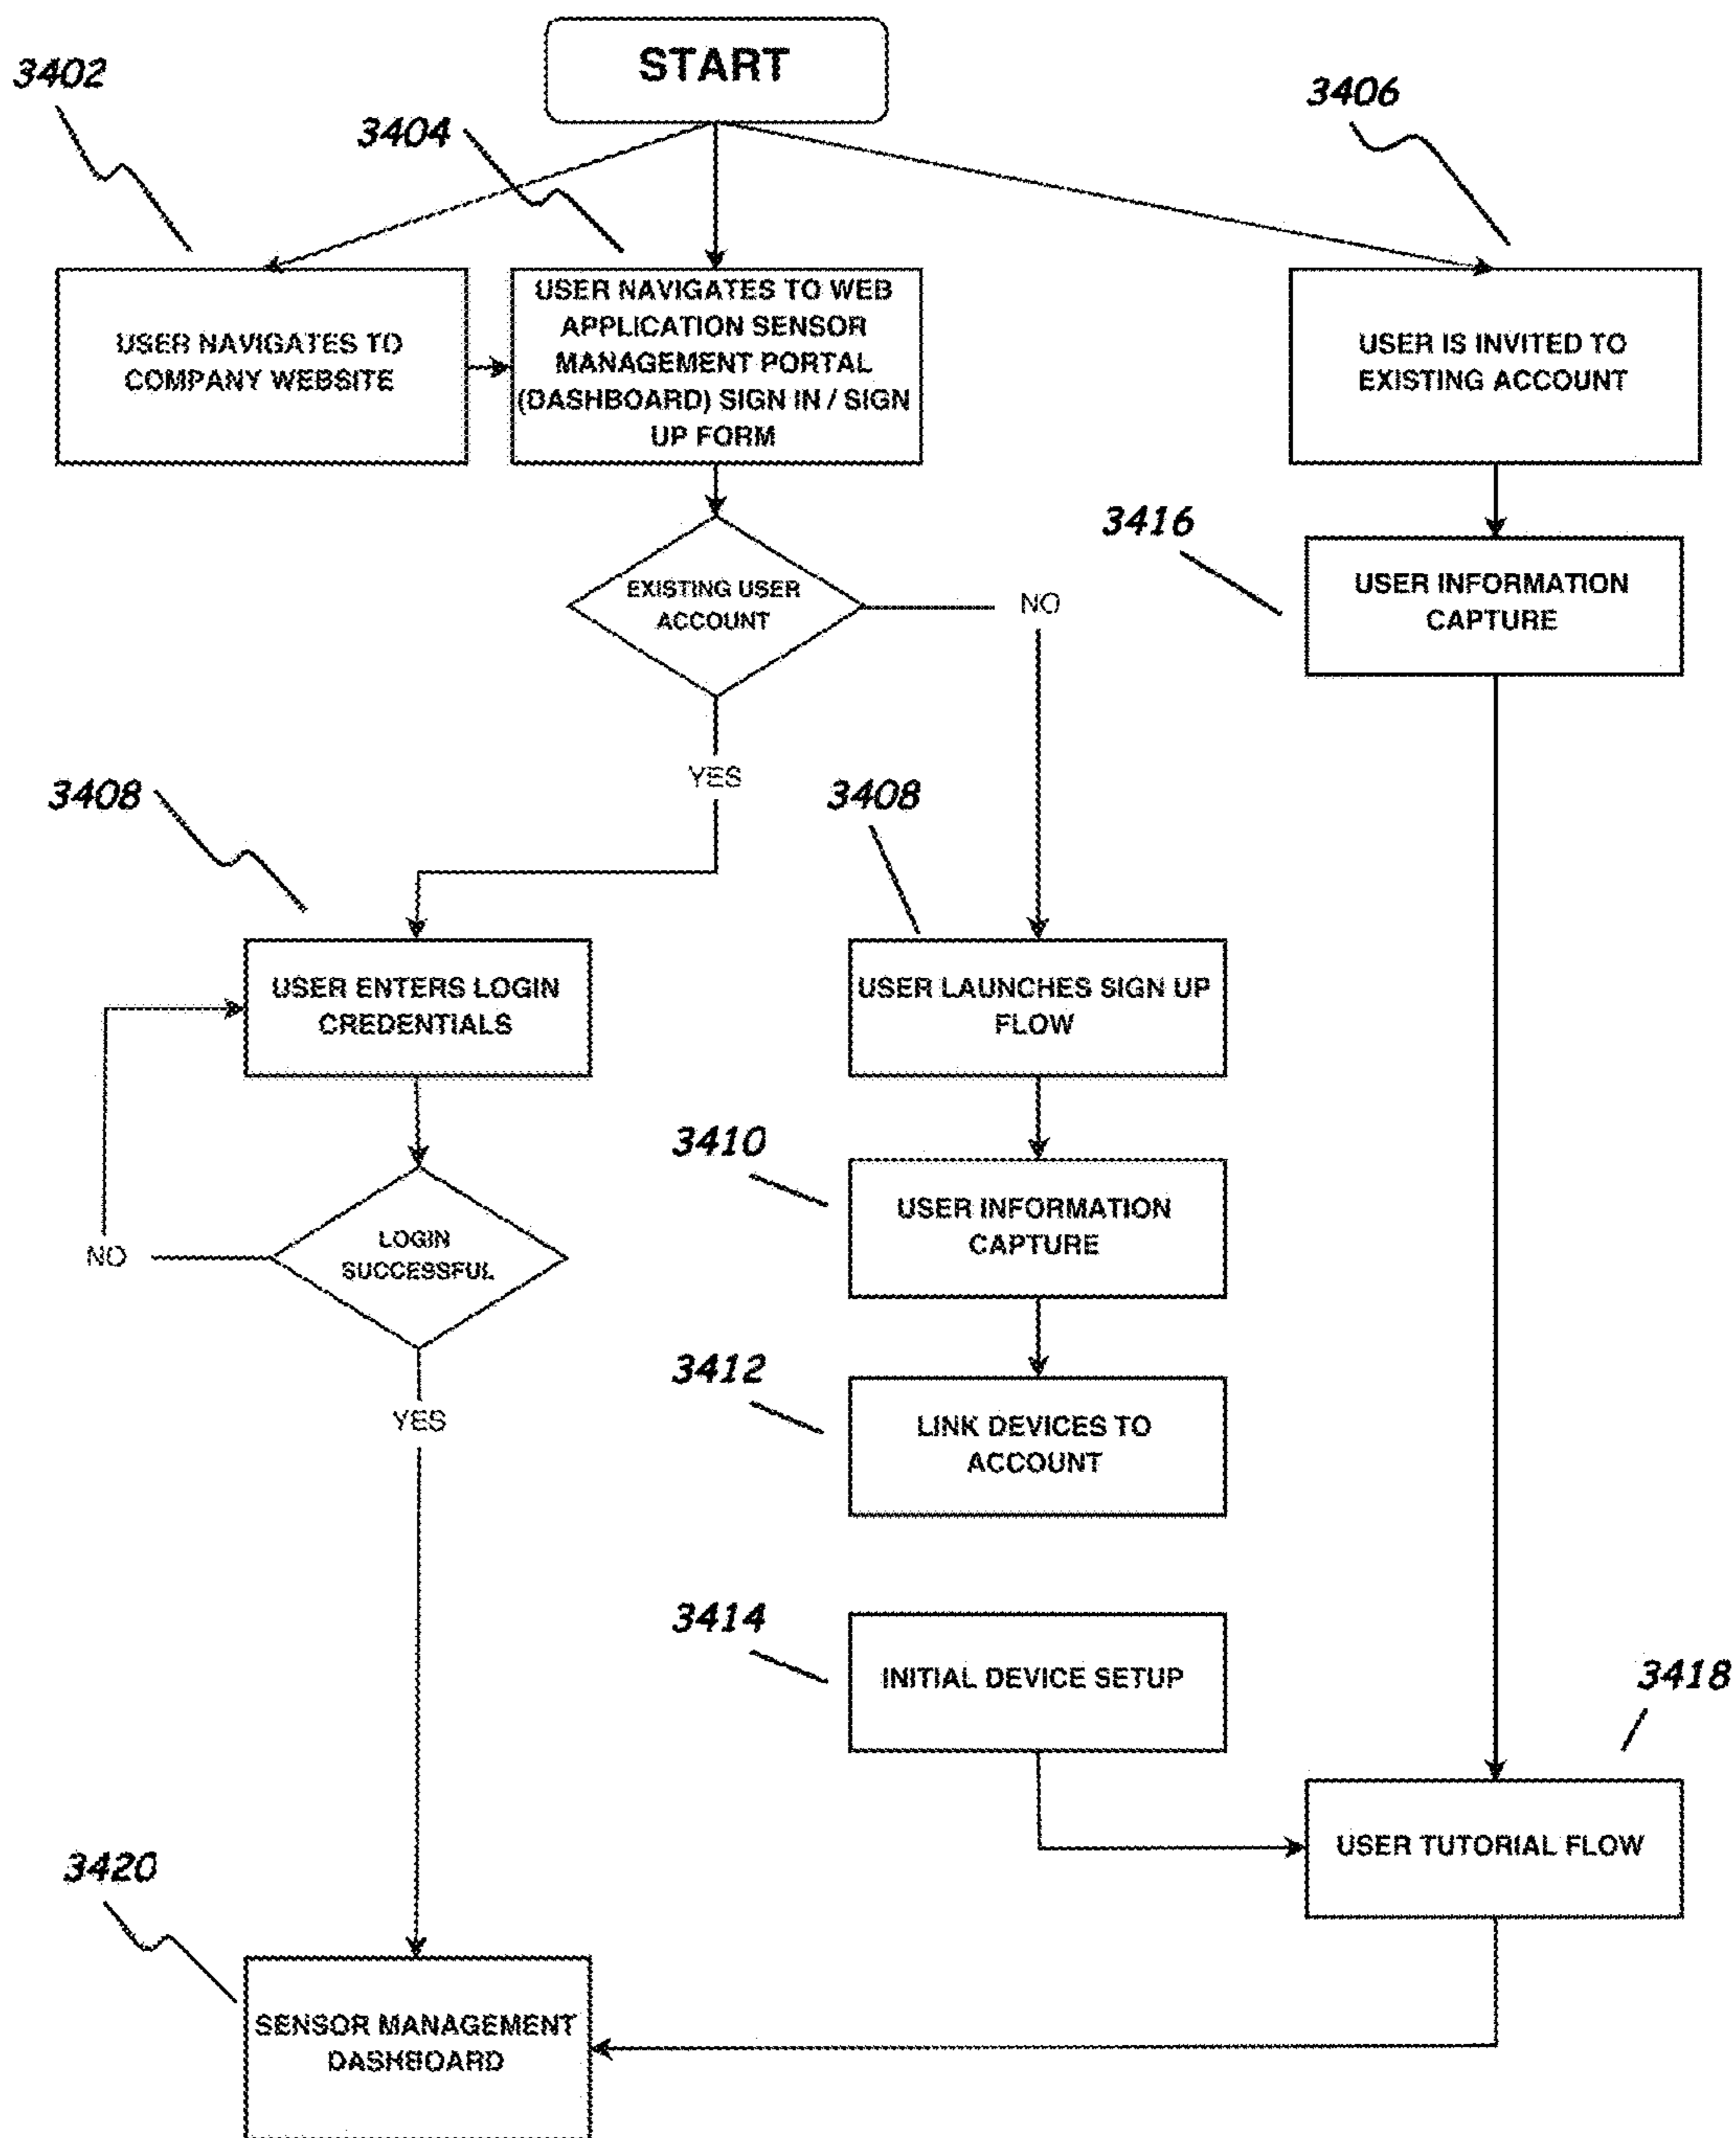 START
3402
3404
3406
USER NAVIGATES TO
COMPANY WEBSITE
USER NAVIGATES TO WEB
APPLICATION SENSOR
MANAGEMENT PORTAL
(DASHBOARD) SIGN IN / SIGN
UP FORM
USER IS INVITED TO
EXISTING ACCOUNT
3416
EXISTING USER
ACCOUNT
NO
USER INFORMATION
CAPTURE
YES
3408
3408
USER ENTERS LOGIN
CREDENTIALS
USER LAUNCHES SIGN UP
FLOW
3410
USER INFORMATION
CAPTURE
LOGIN
SUCCESSFUL
NO
3412
YES
LINK DEVICES TO
ACCOUNT
3414
INITIAL DEVICE SETUP
3418
USER TUTORIAL FLOW
3420
SENSOR MANAGEMENT
DASHBOARD